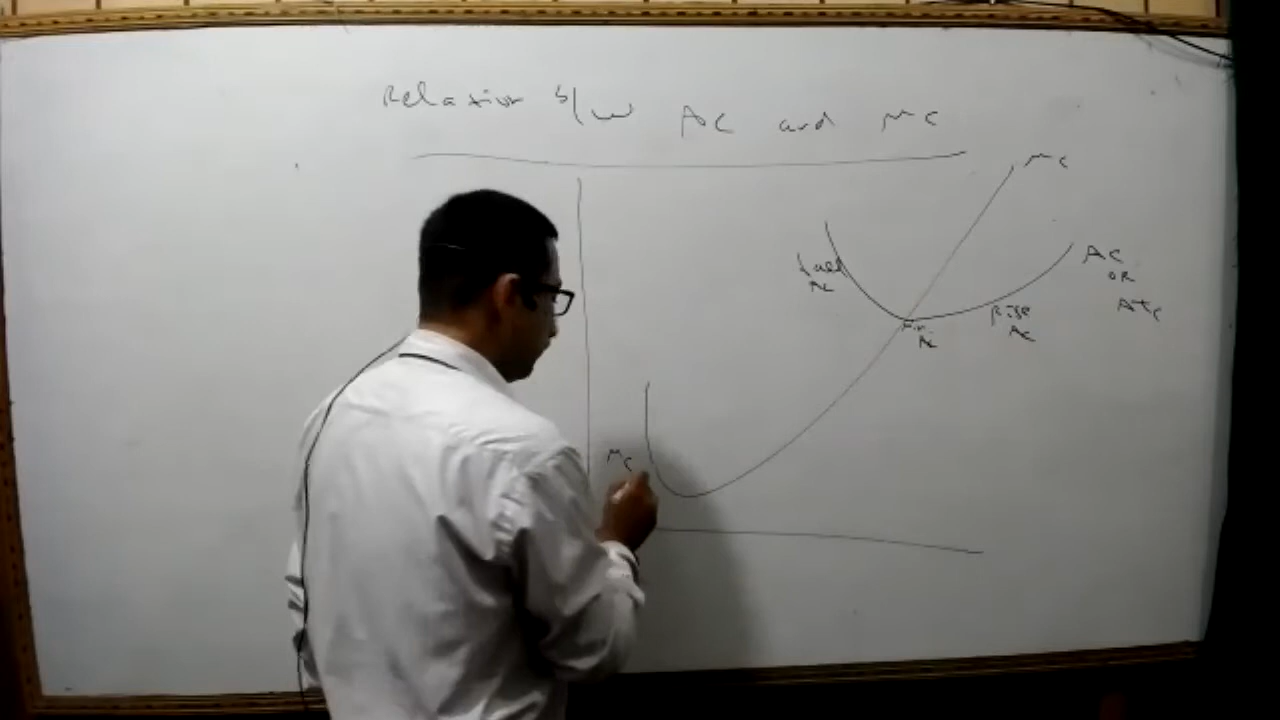 Relation b/w AC and MC
MC
AC
OR
ATC
fall
AC
Min.
AC
Rise
AC
MC